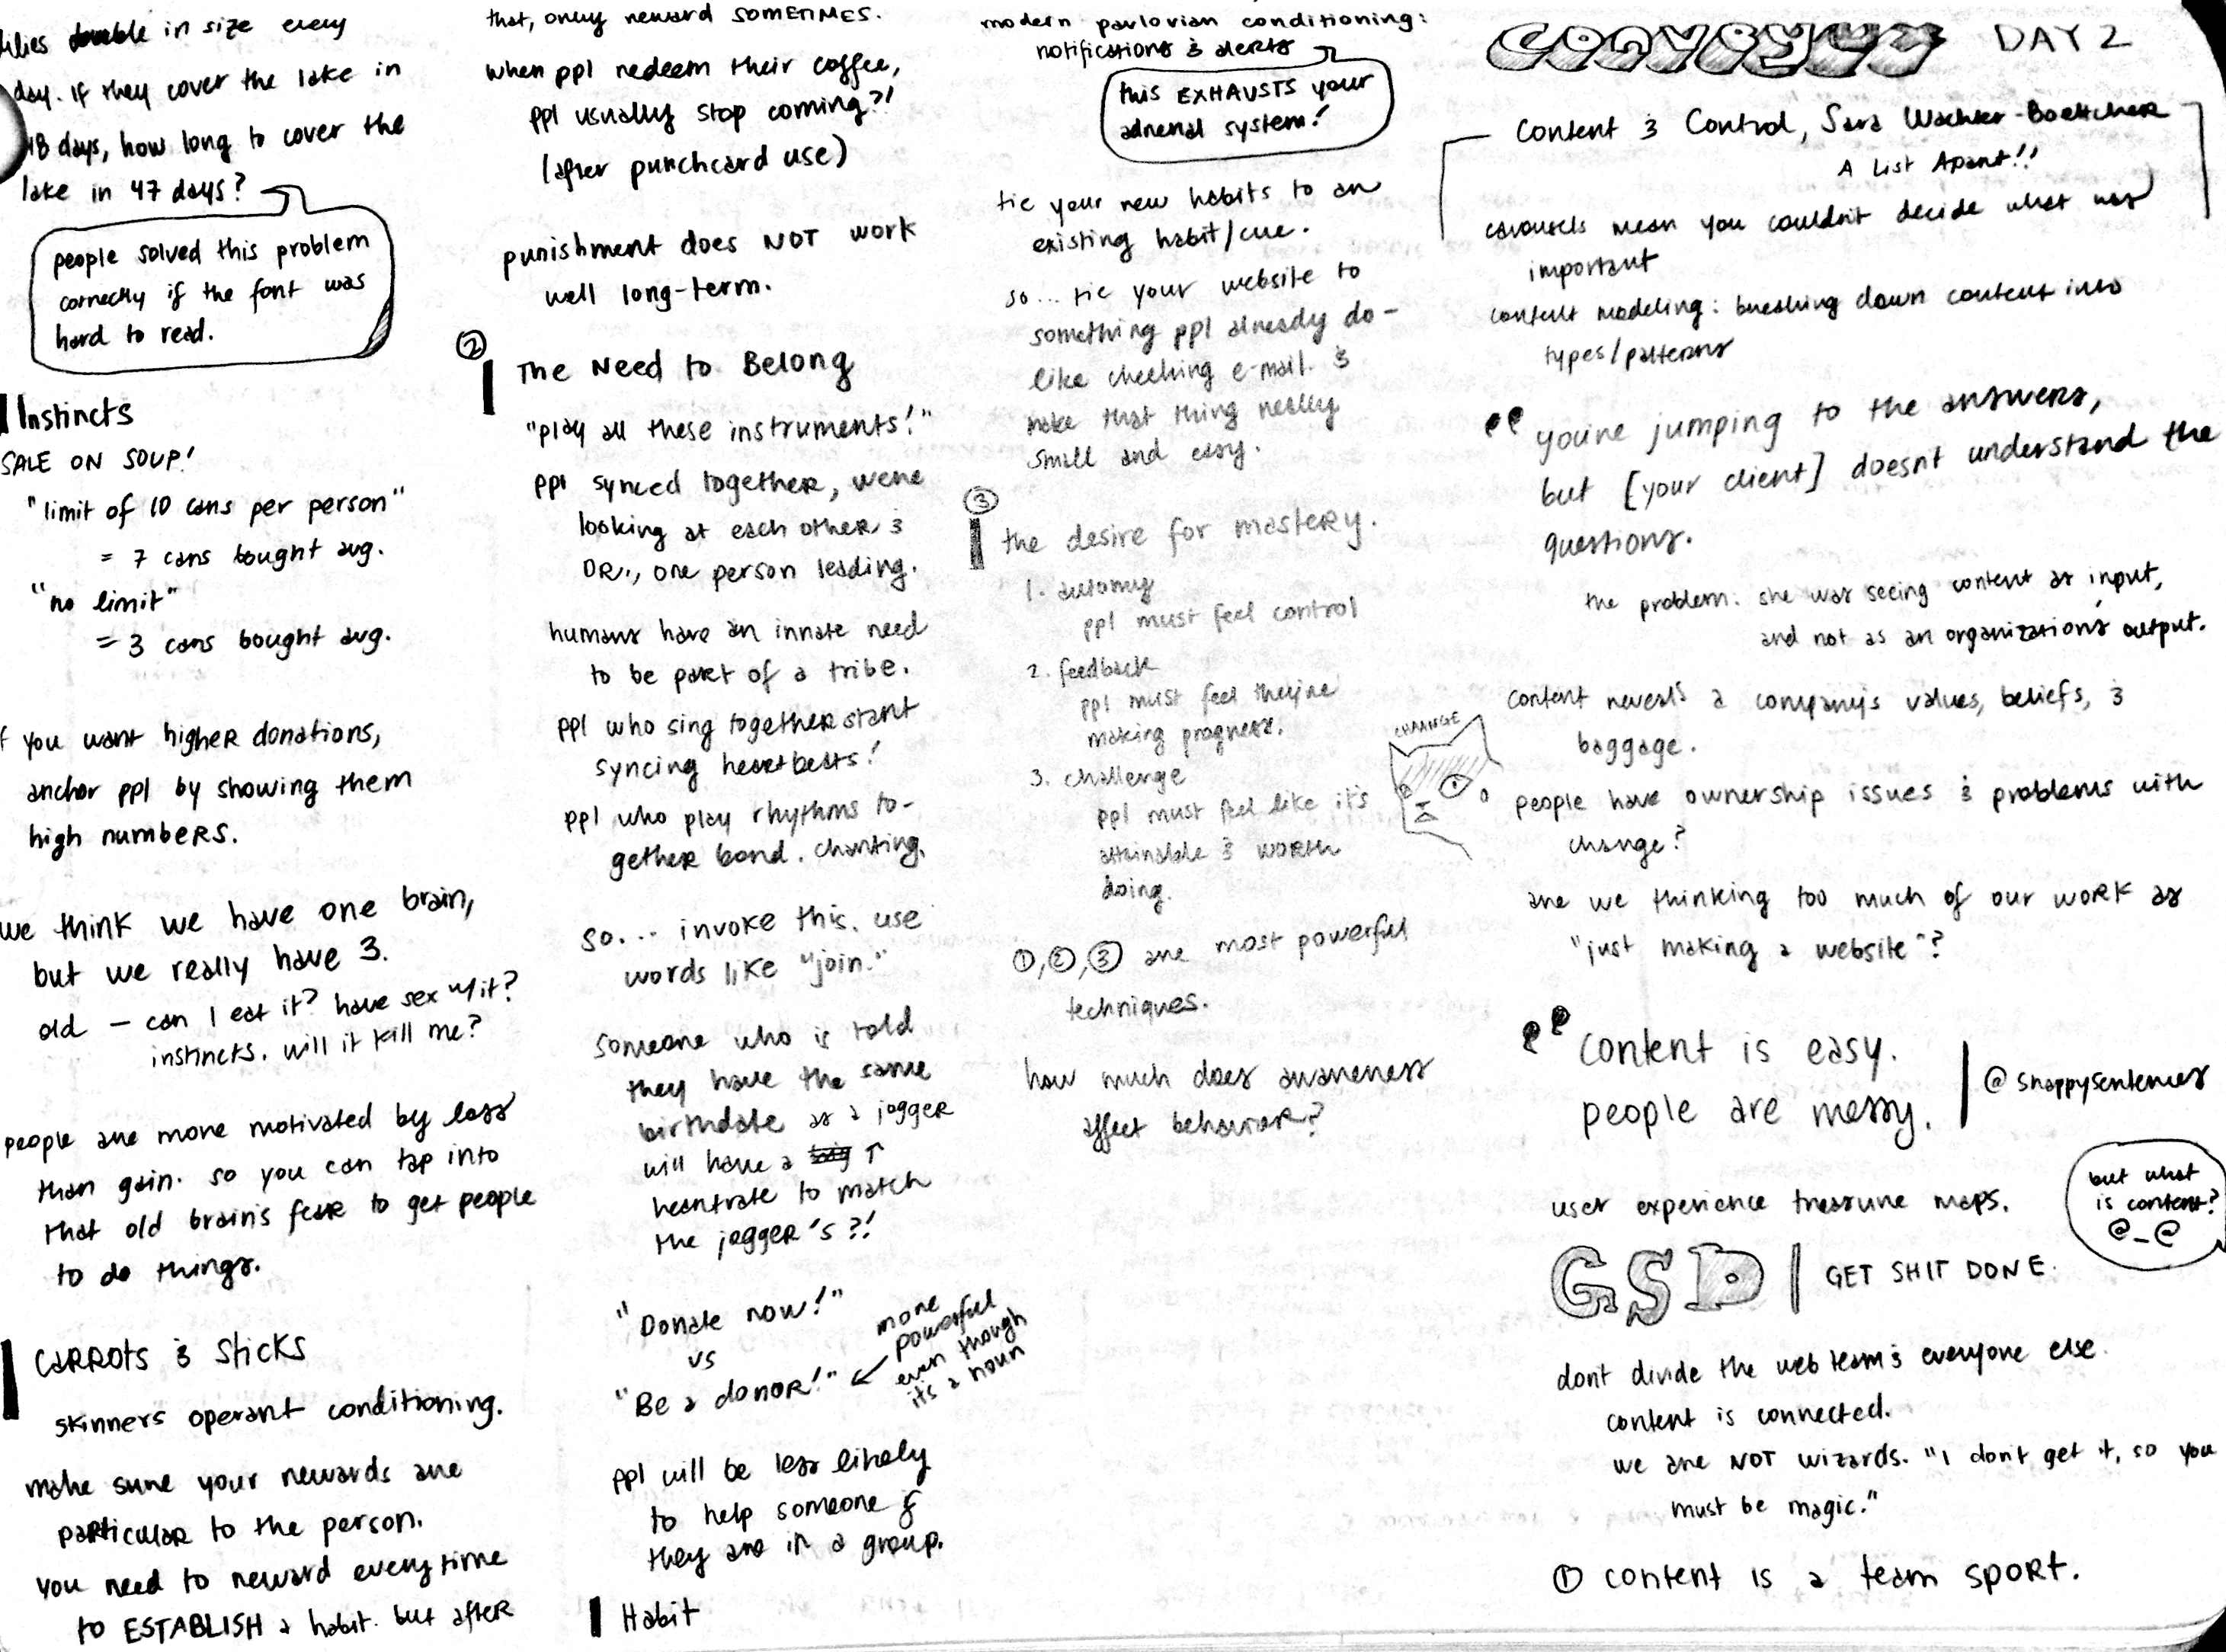 lilies double in size every
day. If they cover the lake in
48 days, how long to cover the
lake in 47 days?
people solved this problem
correctly if the font was
hard to read.
Instincts
SALE ON SOUP!
"limit of 10 cans per person"
= 7 cans bought avg.
"no limit"
= 3 cans bought avg.
f you want higher donations,
anchor ppl by showing them
high numbers.
we think we have one brain,
but we really have 3.
old — can I eat it? have sex w/it?
instincts. will it kill me?
people are more motivated by loss
than gain. so you can tap into
that old brain's fear to get people
to do things.
CARROTS & Sticks
skinners operant conditioning.
make sure your rewards are
particular to the person.
you need to reward every time
to ESTABLISH a habit. but after
that, only reward SOMETIMES.
when ppl redeem their coffee,
ppl usually stop coming?!
(after punchcard use)
punishment does NOT work
well long-term.
②
The Need to Belong
"play all these instruments!"
ppl synced together, were
looking at each other &
OR.., one person leading.
humans have an innate need
to be part of a tribe.
ppl who sing together start
syncing heartbeats!
ppl who play rhythms to-
gether bond. chanting.
so... invoke this. use
words like "join."
someone who is told
they have the same
birthdate as a jogger
will have a ↑
heartrate to match
the jogger's?!
"Donate now!"
vs
"Be a donor!" ←
more
powerful
even though
its a noun
ppl will be less likely
to help someone if
they are in a group.
Habit
modern pavlovian conditioning:
notifications & alerts
this EXHAUSTS your
adrenal system!
tie your new habits to an
existing habit/cue.
so... tie your website to
something ppl already do-
like checking e-mail. &
make that thing really
small and easy.
③
the desire for mastery.
1. autonomy
ppl must feel control
2. feedback
ppl must feel they're
making progress.
3. challenge
ppl must feel like it's
attainable & worth
doing.
CHANGE
①, ②, ③ are most powerful
techniques.
how much does awareness
affect behavior?
DAY 2
Content & Control, Sara Wachter-Boettcher
A List Apart!!
carousels mean you couldn't decide what was
important
content modeling: breaking down content into
types/patterns
"you're jumping to the answers,
but [your client] doesn't understand the
questions.
the problem: she was seeing content as input,
and not as an organization's output.
content reveals a company's values, beliefs, &
baggage.
people have ownership issues & problems with
change?
are we thinking too much of our work as
"just making a website"?
"content is easy.
people are messy.
@snappysentences
user experience treasure maps.
but what
is content?
@_@
GSD | GET SHIT DONE.
don't divide the web team & everyone else.
content is connected.
we are NOT wizards. "I don't get it, so you
must be magic."
① content is a team sport.